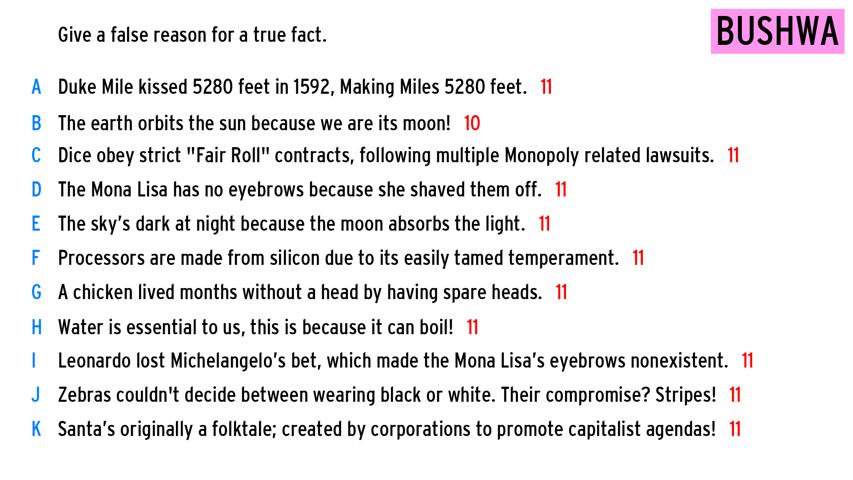 Give a false reason for a true fact.
BUSHWA
A Duke Mile kissed 5280 feet in 1592, Making Miles 5280 feet. 11
B The earth orbits the sun because we are its moon! 10
C Dice obey strict "Fair Roll" contracts, following multiple Monopoly related lawsuits. 11
D The Mona Lisa has no eyebrows because she shaved them off. 11
E The sky’s dark at night because the moon absorbs the light. 11
F Processors are made from silicon due to its easily tamed temperament. 11
G A chicken lived months without a head by having spare heads. 11
H Water is essential to us, this is because it can boil! 11
I Leonardo lost Michelangelo’s bet, which made the Mona Lisa’s eyebrows nonexistent. 11
J Zebras couldn't decide between wearing black or white. Their compromise? Stripes! 11
K Santa’s originally a folktale; created by corporations to promote capitalist agendas! 11